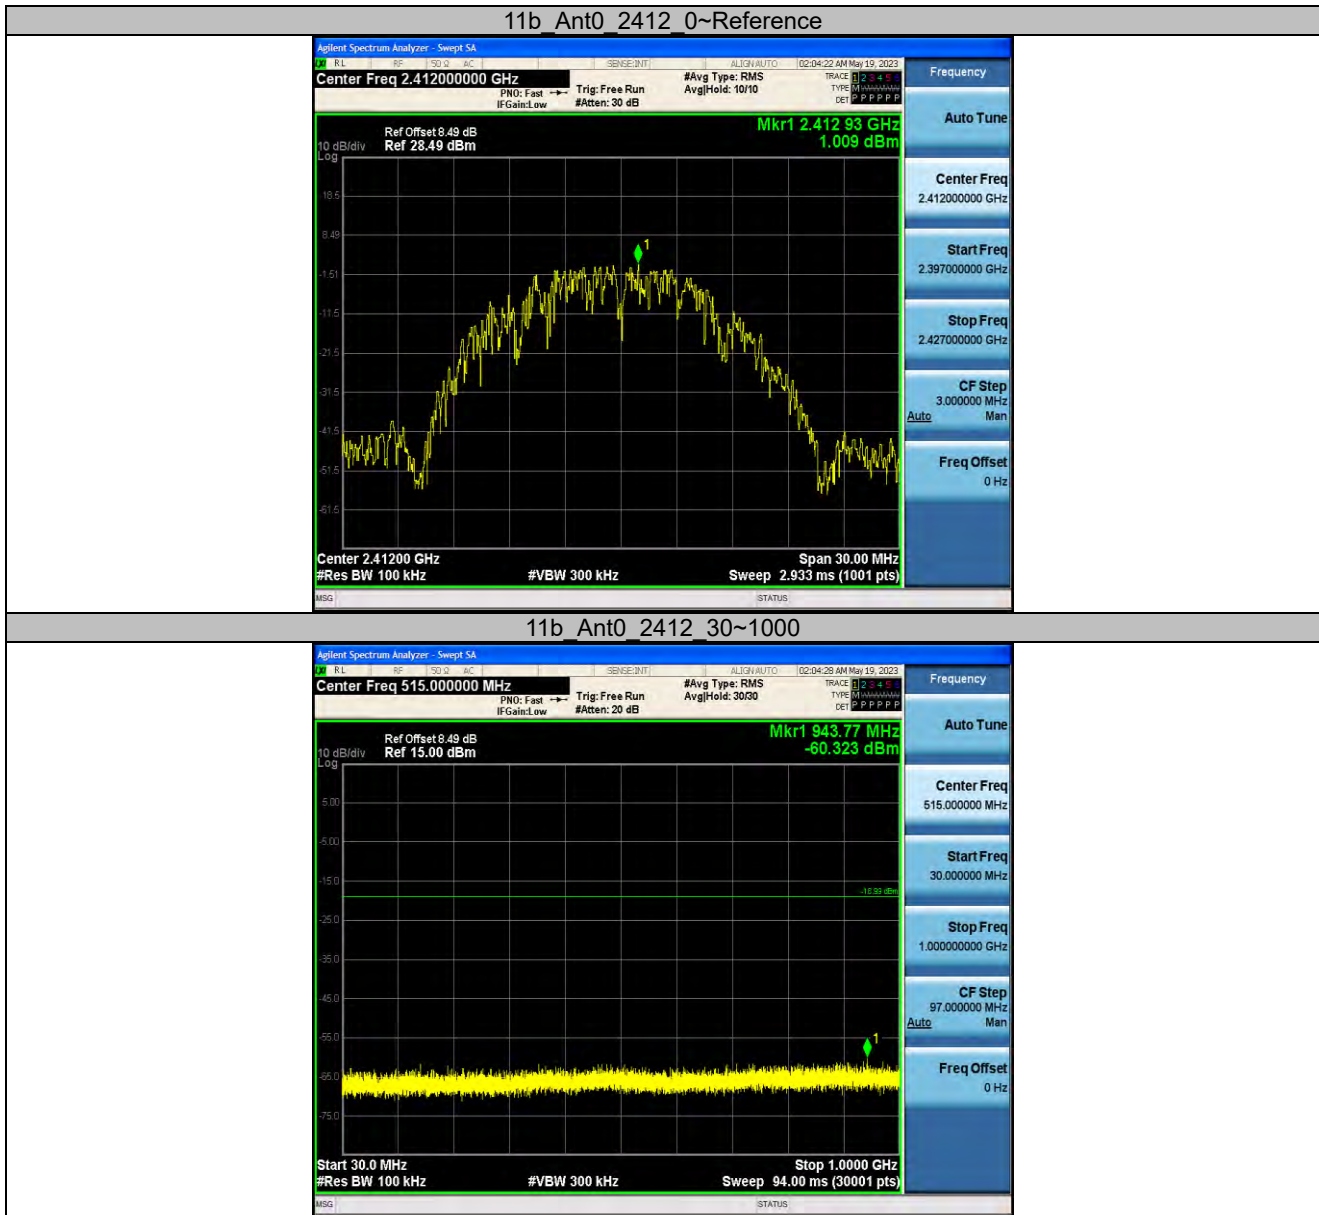 11b_Ant0_2412_0~Reference
Agilent Spectrum Analyzer - Swept SA
RL RF 50 Ω AC SENSE:INT ALIGN AUTO 02:04:22 AM May 19, 2023
Center Freq 2.412000000 GHz
PNO: Fast
IFGain:Low
Trig: Free Run
#Atten: 30 dB
#Avg Type: RMS
Avg|Hold: 10/10
TRACE 1 2 3 4 5 6
TYPE M
DET P P P P P P
Frequency
Mkr1 2.412 93 GHz
1.009 dBm
Ref Offset 8.49 dB
10 dB/div Ref 28.49 dBm
Log
18.5
8.49
-1.51
-11.5
-21.5
-31.5
-41.5
-51.5
-61.5
1
Center 2.41200 GHz Span 30.00 MHz
#Res BW 100 kHz #VBW 300 kHz Sweep 2.933 ms (1001 pts)
MSG STATUS
Auto Tune
Center Freq
2.412000000 GHz
Start Freq
2.397000000 GHz
Stop Freq
2.427000000 GHz
CF Step
3.000000 MHz
Auto Man
Freq Offset
0 Hz
11b_Ant0_2412_30~1000
Agilent Spectrum Analyzer - Swept SA
RL RF 50 Ω AC SENSE:INT ALIGN AUTO 02:04:28 AM May 19, 2023
Center Freq 515.000000 MHz
PNO: Fast
IFGain:Low
Trig: Free Run
#Atten: 20 dB
#Avg Type: RMS
Avg|Hold: 30/30
TRACE 1 2 3 4 5 6
TYPE M
DET P P P P P P
Frequency
Mkr1 943.77 MHz
-60.323 dBm
Ref Offset 8.49 dB
10 dB/div Ref 15.00 dBm
Log
5.00
-5.00
-15.0
-25.0
-35.0
-45.0
-55.0
-65.0
-75.0
-18.99 dBm
1
Start 30.0 MHz Stop 1.0000 GHz
#Res BW 100 kHz #VBW 300 kHz Sweep 94.00 ms (30001 pts)
MSG STATUS
Auto Tune
Center Freq
515.000000 MHz
Start Freq
30.000000 MHz
Stop Freq
1.000000000 GHz
CF Step
97.000000 MHz
Auto Man
Freq Offset
0 Hz